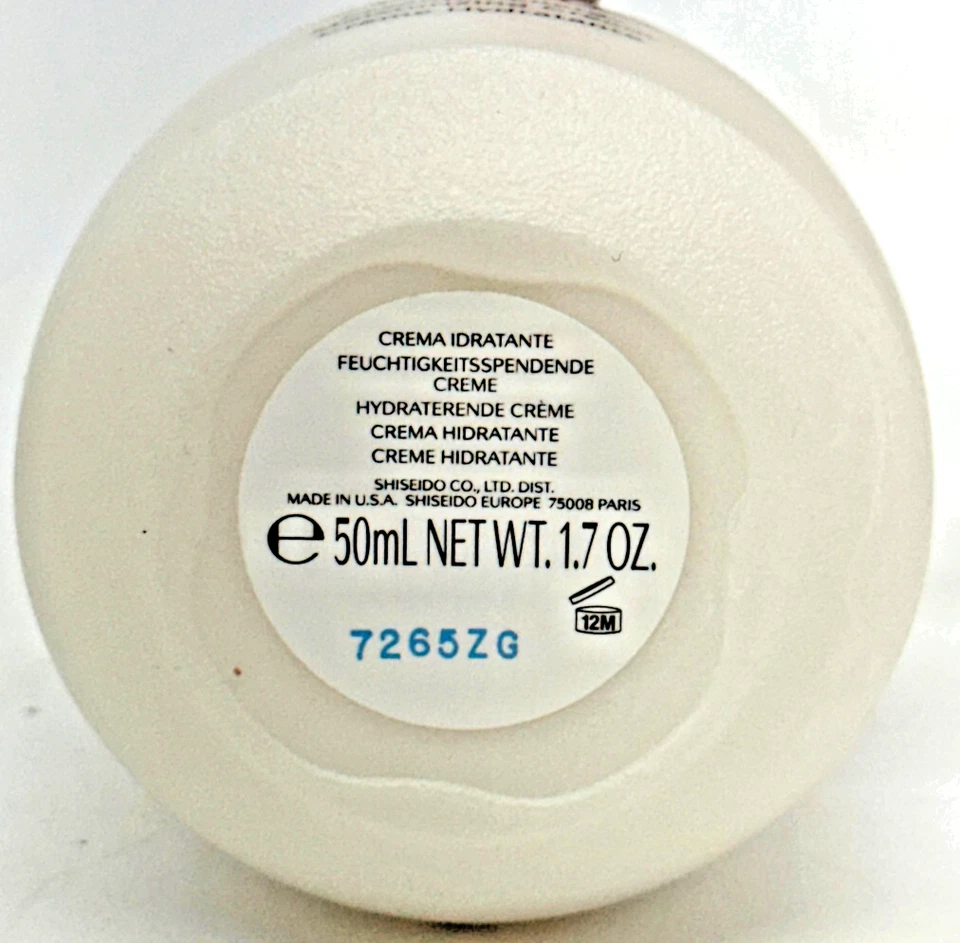 CREMA IDRATANTE
FEUCHTIGKEITSSPENDENDE
CREME
HYDRATERENDE CRÈME
CREMA HIDRATANTE
CREME HIDRATANTE
SHISEIDO CO., LTD. DIST.
MADE IN U.S.A. SHISEIDO EUROPE 75008 PARIS
e 50mL NET WT. 1.7 OZ.
12M
7265ZG